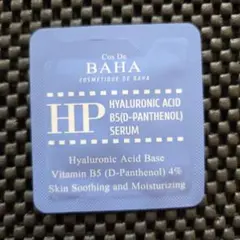 Cos De
BAHA
COSMETIQUE DE BAHA
HP
HYALURONIC ACID
B5(D-PANTHENOL)
SERUM
Hyaluronic Acid Base
Vitamin B5 (D-Panthenol) 4%
Skin Soothing and Moisturizing